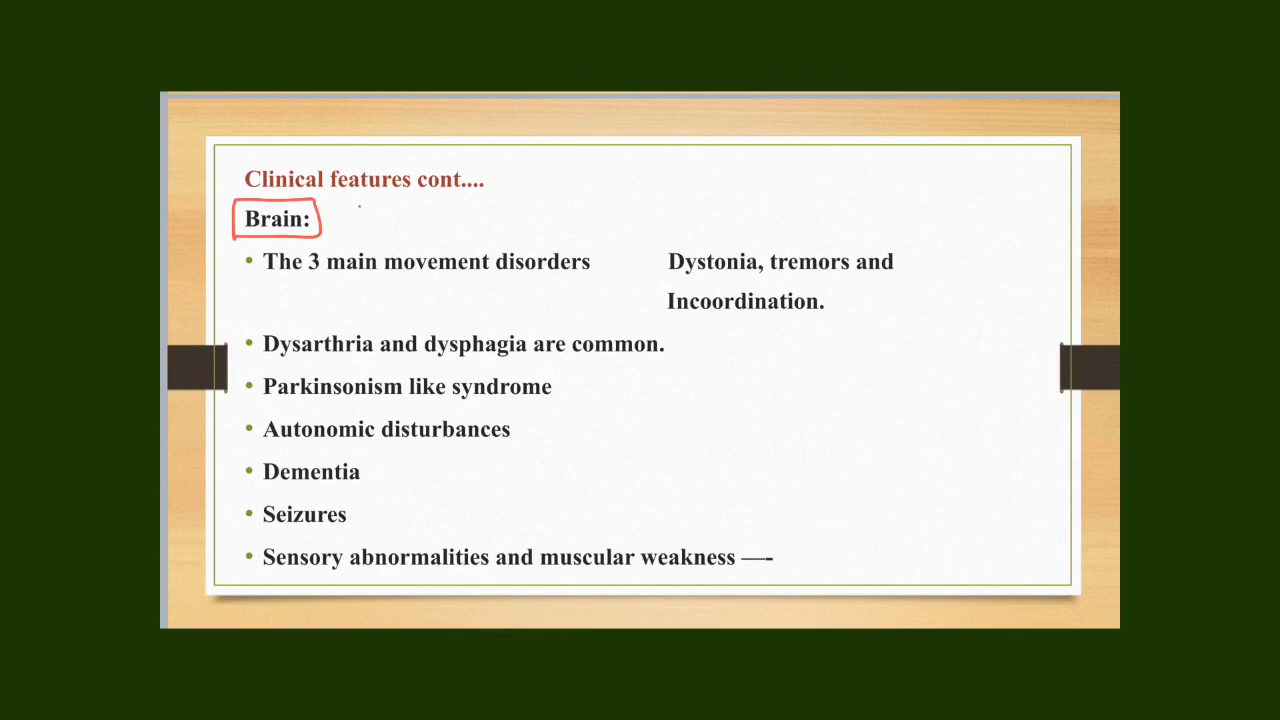 Clinical features cont....
Brain:
• The 3 main movement disorders Dystonia, tremors and
Incoordination.
• Dysarthria and dysphagia are common.
• Parkinsonism like syndrome
• Autonomic disturbances
• Dementia
• Seizures
• Sensory abnormalities and muscular weakness —-